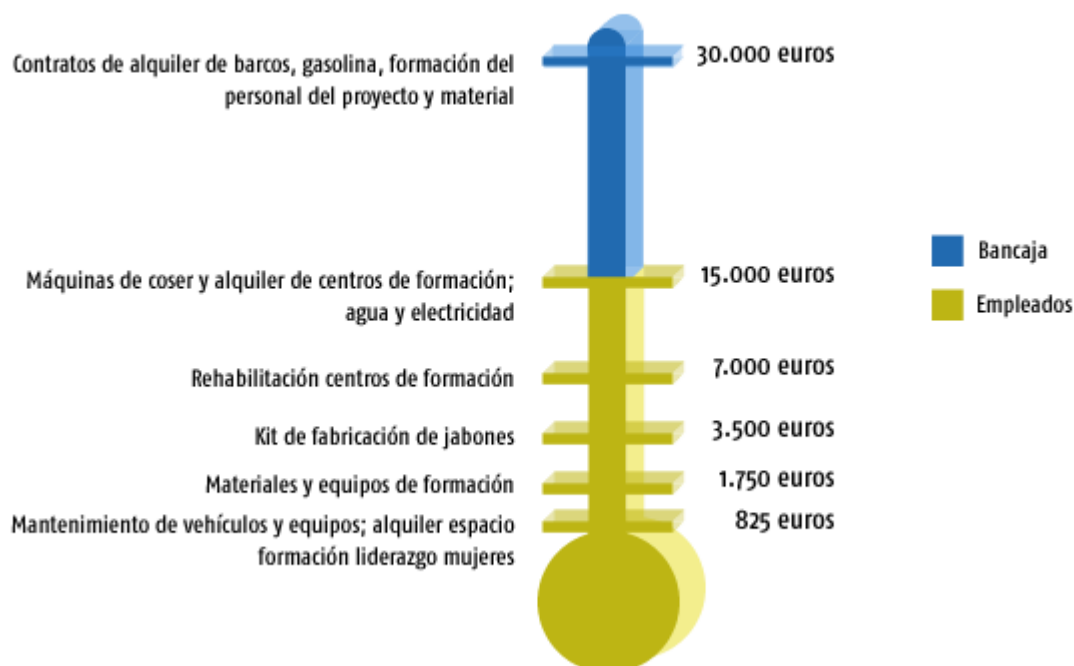 Contratos de alquiler de barcos, gasolina, formación del
personal del proyecto y material
30.000 euros
Máquinas de coser y alquiler de centros de formación;
agua y electricidad
15.000 euros
Bancaja
Empleados
Rehabilitación centros de formación
7.000 euros
Kit de fabricación de jabones
3.500 euros
Materiales y equipos de formación
1.750 euros
Mantenimiento de vehículos y equipos; alquiler espacio
formación liderazgo mujeres
825 euros